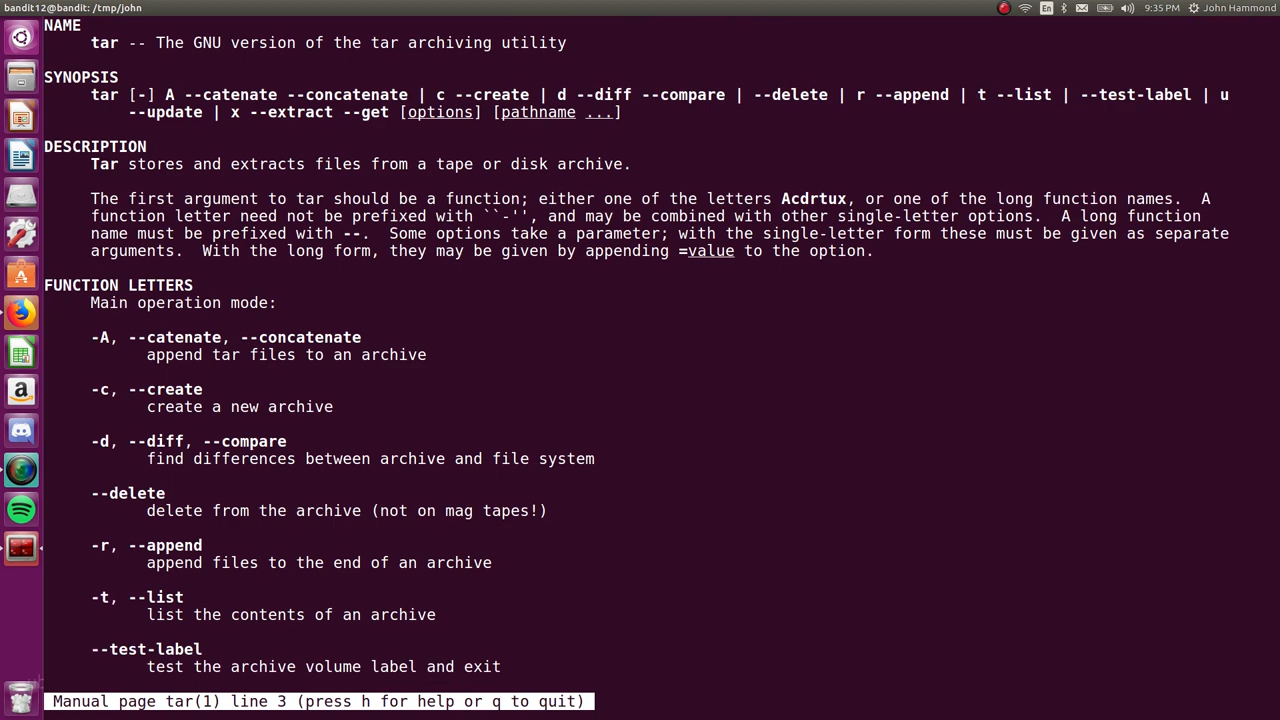 bandit12@bandit: /tmp/john
En
9:35 PM
John Hammond
NAME
tar -- The GNU version of the tar archiving utility
SYNOPSIS
tar [-] A --catenate --concatenate | c --create | d --diff --compare | --delete | r --append | t --list | --test-label | u
--update | x --extract --get [options] [pathname ...]
DESCRIPTION
Tar stores and extracts files from a tape or disk archive.
The first argument to tar should be a function; either one of the letters Acdrtux, or one of the long function names.  A
function letter need not be prefixed with ``-'', and may be combined with other single-letter options.  A long function
name must be prefixed with --.  Some options take a parameter; with the single-letter form these must be given as separate
arguments.  With the long form, they may be given by appending =value to the option.
FUNCTION LETTERS
Main operation mode:
-A, --catenate, --concatenate
append tar files to an archive
-c, --create
create a new archive
-d, --diff, --compare
find differences between archive and file system
--delete
delete from the archive (not on mag tapes!)
-r, --append
append files to the end of an archive
-t, --list
list the contents of an archive
--test-label
test the archive volume label and exit
Manual page tar(1) line 3 (press h for help or q to quit)